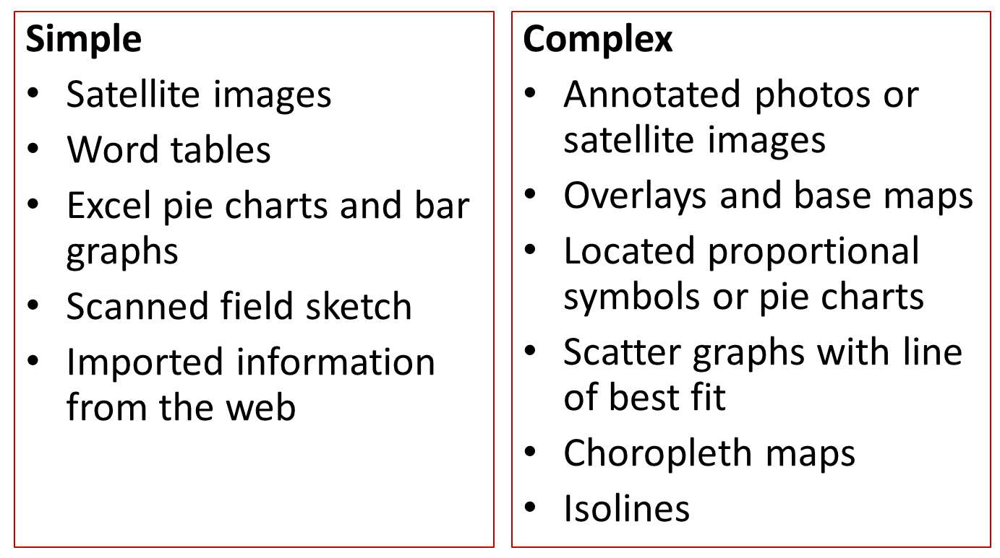 Simple
• Satellite images
• Word tables
• Excel pie charts and bar
graphs
• Scanned field sketch
• Imported information
from the web
Complex
• Annotated photos or
satellite images
• Overlays and base maps
• Located proportional
symbols or pie charts
• Scatter graphs with line
of best fit
• Choropleth maps
• Isolines